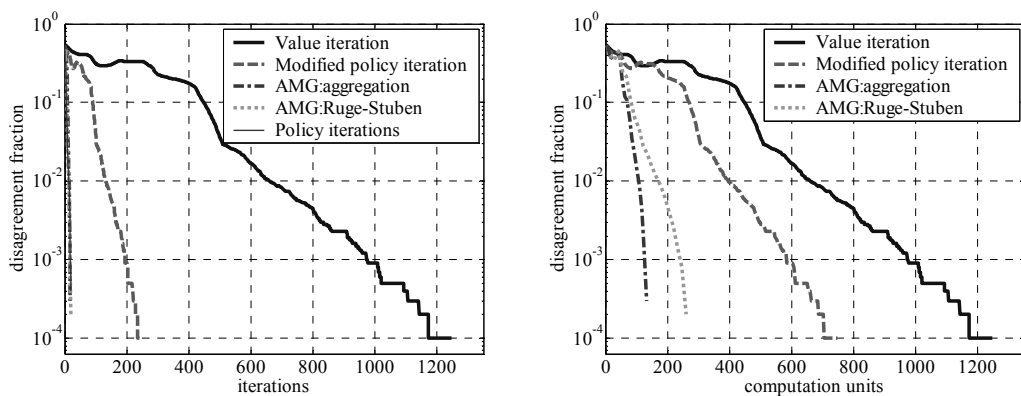 10^0
10^-1
10^-2
10^-3
10^-4
disagreement fraction
Value iteration
Modified policy iteration
AMG:aggregation
AMG:Ruge-Stuben
Policy iterations
0 200 400 600 800 1000 1200
iterations
10^0
10^-1
10^-2
10^-3
10^-4
disagreement fraction
Value iteration
Modified policy iteration
AMG:aggregation
AMG:Ruge-Stuben
0 200 400 600 800 1000 1200
computation units